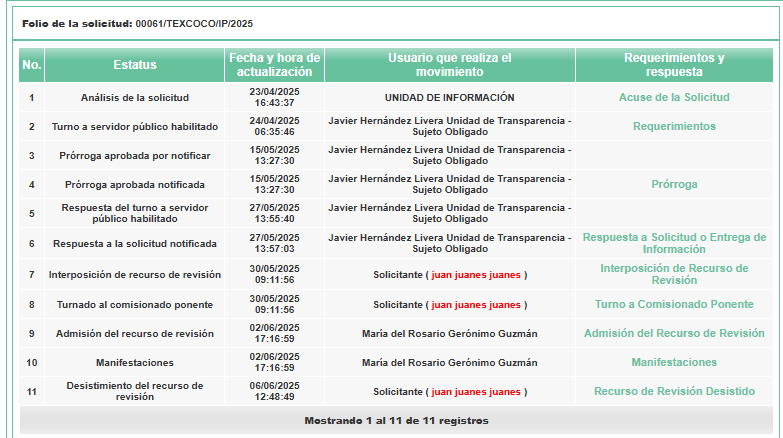 Folio de la solicitud: 00061/TEXCOCO/IP/2025
No. Estatus Fecha y hora de actualización Usuario que realiza el movimiento Requerimientos y respuesta
1 Análisis de la solicitud 23/04/2025 16:43:37 UNIDAD DE INFORMACIÓN Acuse de la Solicitud
2 Turno a servidor público habilitado 24/04/2025 06:35:46 Javier Hernández Livera Unidad de Transparencia - Sujeto Obligado Requerimientos
3 Prórroga aprobada por notificar 15/05/2025 13:27:30 Javier Hernández Livera Unidad de Transparencia - Sujeto Obligado
4 Prórroga aprobada notificada 15/05/2025 13:27:30 Javier Hernández Livera Unidad de Transparencia - Sujeto Obligado Prórroga
5 Respuesta del turno a servidor público habilitado 27/05/2025 13:55:40 Javier Hernández Livera Unidad de Transparencia - Sujeto Obligado
6 Respuesta a la solicitud notificada 27/05/2025 13:57:03 Javier Hernández Livera Unidad de Transparencia - Sujeto Obligado Respuesta a Solicitud o Entrega de Información
7 Interposición de recurso de revisión 30/05/2025 09:11:56 Solicitante ( juan juanes juanes ) Interposición de Recurso de Revisión
8 Turnado al comisionado ponente 30/05/2025 09:11:56 Solicitante ( juan juanes juanes ) Turno a Comisionado Ponente
9 Admisión del recurso de revisión 02/06/2025 17:16:59 María del Rosario Gerónimo Guzmán Admisión del Recurso de Revisión
10 Manifestaciones 02/06/2025 17:16:59 María del Rosario Gerónimo Guzmán Manifestaciones
11 Desistimiento del recurso de revisión 06/06/2025 12:48:49 Solicitante ( juan juanes juanes ) Recurso de Revisión Desistido
Mostrando 1 al 11 de 11 registros